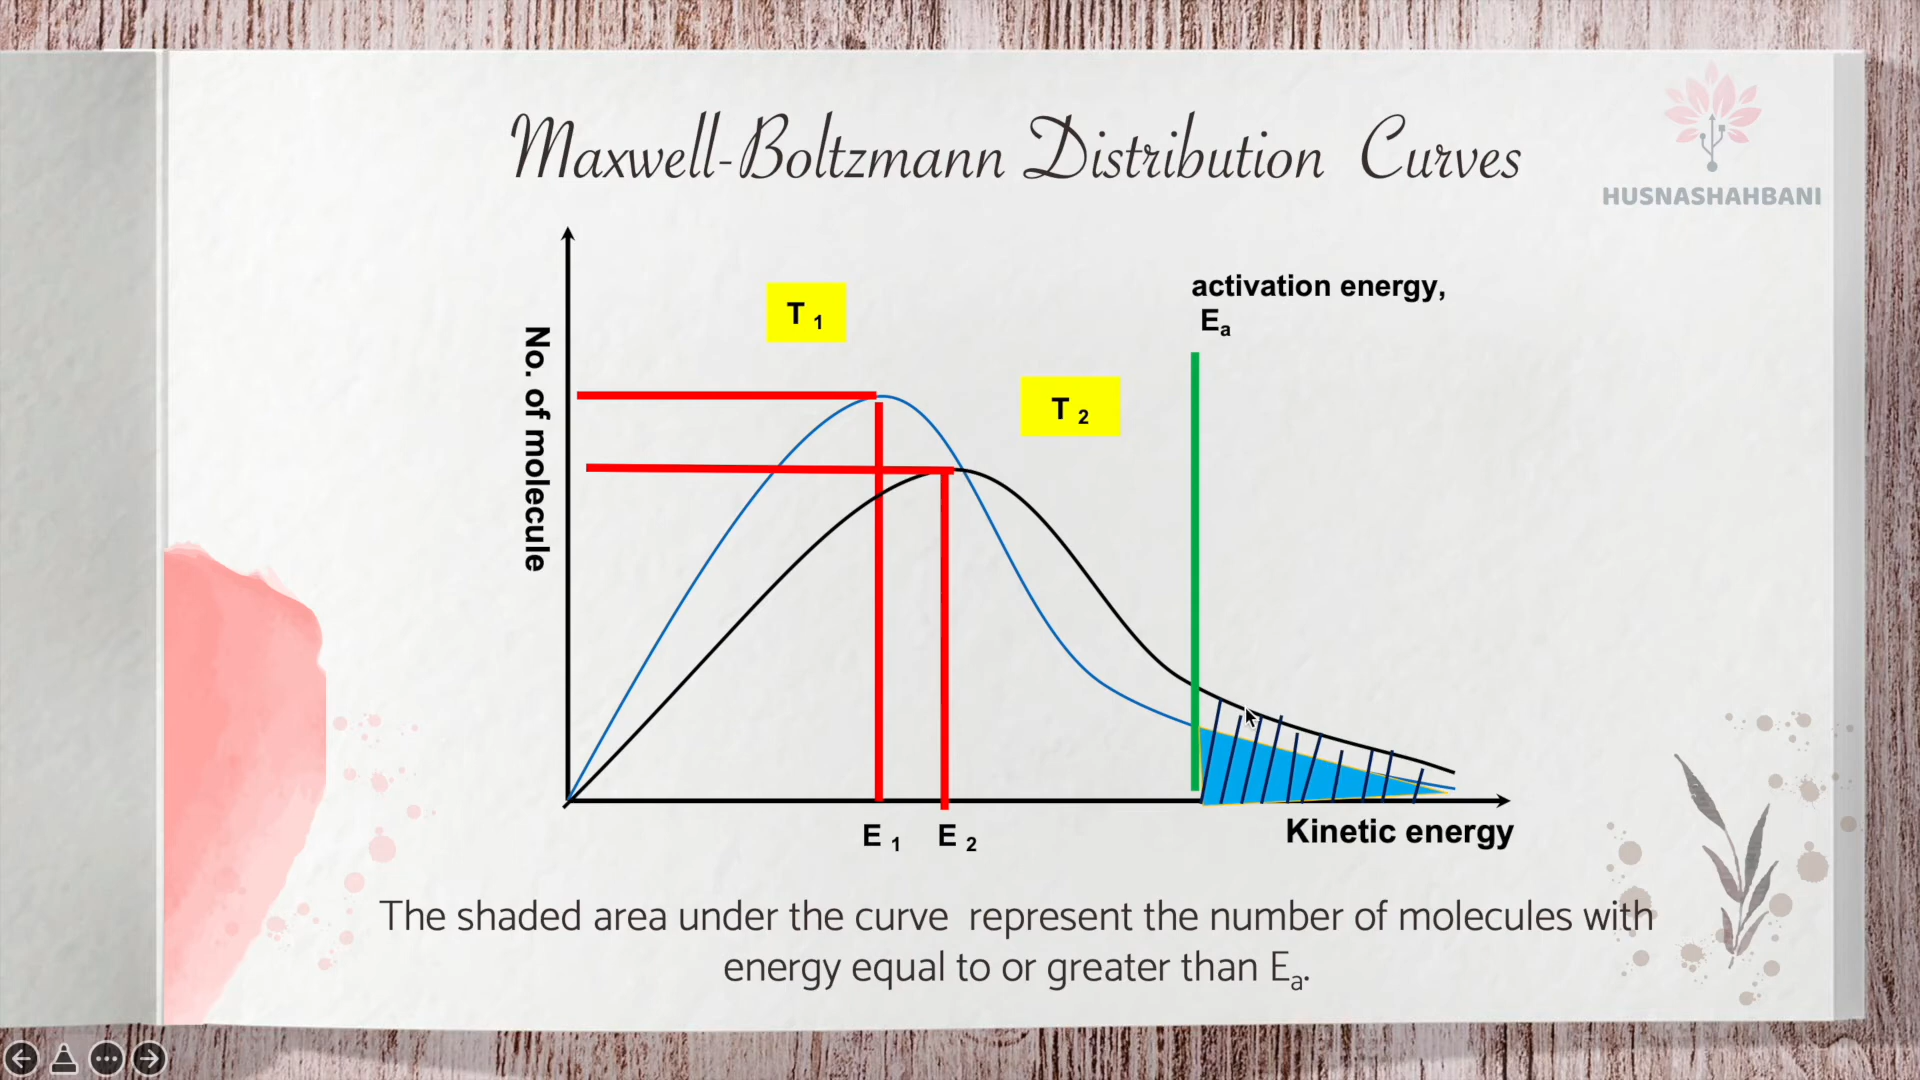 Maxwell-Boltzmann Distribution Curves
HUSNASHAHBANI
T 1
activation energy,
Ea
T 2
No. of molecule
E 1
E 2
Kinetic energy
The shaded area under the curve represent the number of molecules with
energy equal to or greater than Ea.